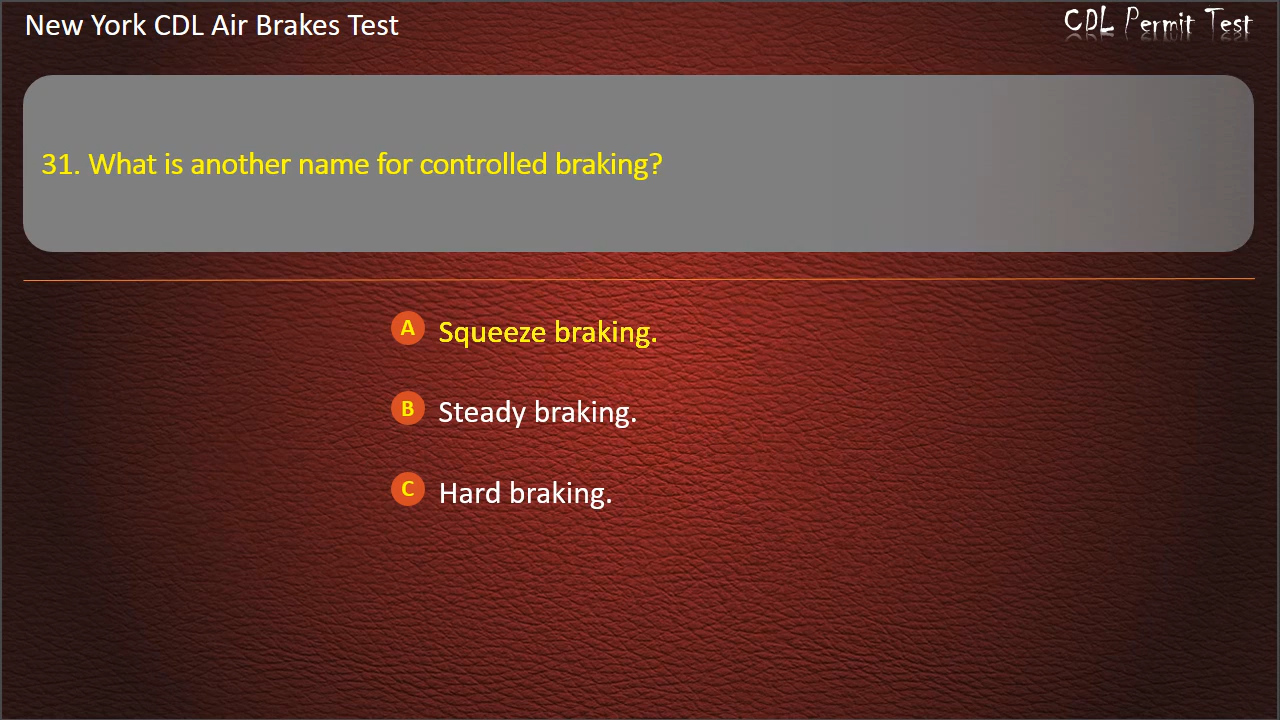 New York CDL Air Brakes Test
CDL Permit Test
31. What is another name for controlled braking?
A Squeeze braking.
B Steady braking.
C Hard braking.